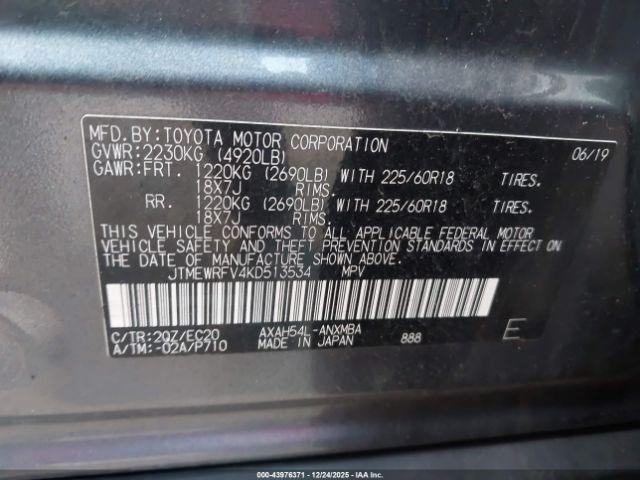 MFD. BY: TOYOTA MOTOR CORPORATION 06/19
GVWR: 2230KG (4920LB)
GAWR: FRT. 1220KG (2690LB) WITH 225/60R18 TIRES.
18X7J RIMS.
RR. 1220KG (2690LB) WITH 225/60R18 TIRES.
18X7J RIMS.
THIS VEHICLE CONFORMS TO ALL APPLICABLE FEDERAL MOTOR
VEHICLE SAFETY, BUMPER, AND THEFT PREVENTION STANDARDS IN EFFECT ON
THE DATE OF MANUFACTURE SHOWN ABOVE.
JTMEWRFV4KD513534 MPV
C/TR: 2QZ/EC20 AXAH54L-ANXMBA
A/TM: -02A/P710 MADE IN JAPAN 888 E
000-43976371 - 12/24/2025 - IAA Inc.